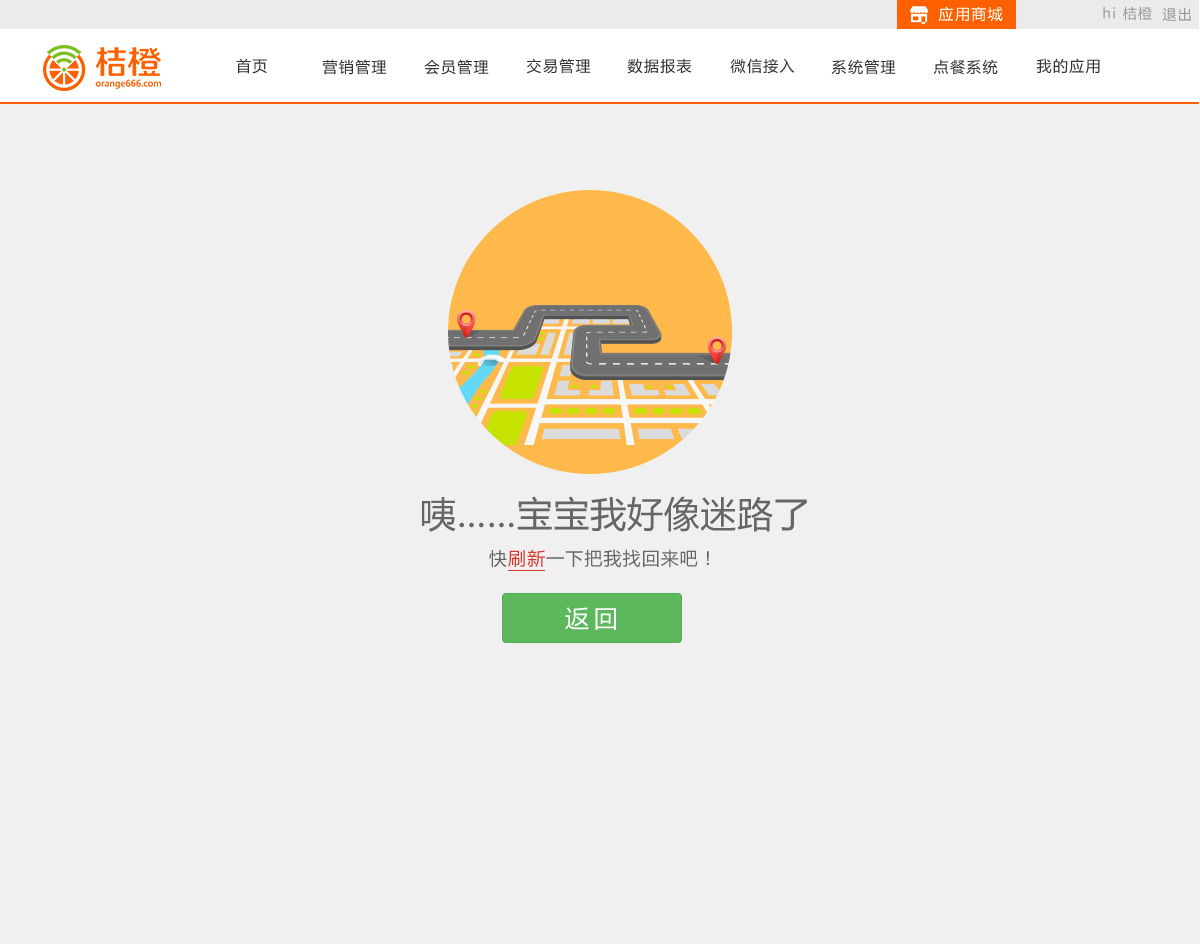 应用商城
hi 桔橙 退出
桔橙
orange666.com
首页 营销管理 会员管理 交易管理 数据报表 微信接入 系统管理 点餐系统 我的应用
咦……宝宝我好像迷路了
快刷新一下把我找回来吧！
返回